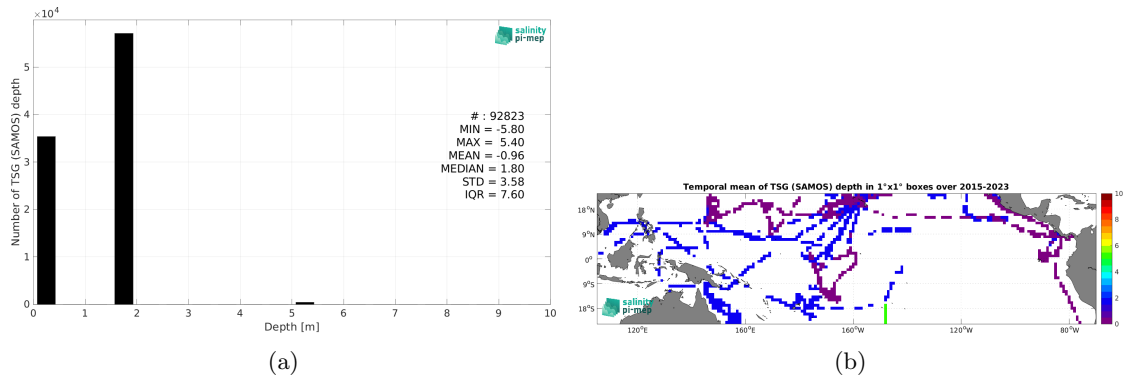 ×10⁴
6
5
4
3
2
1
0
Number of TSG (SAMOS) depth
0 1 2 3 4 5 6 7 8 9 10
Depth [m]
salinity
pi-mep
# : 92823
MIN = -5.80
MAX = 5.40
MEAN = -0.96
MEDIAN = 1.80
STD = 3.58
IQR = 7.60
(a)
Temporal mean of TSG (SAMOS) depth in 1°x1° boxes over 2015-2023
18°N
9°N
0°
9°S
18°S
120°E 160°E 160°W 120°W 80°W
salinity
pi-mep
10
8
6
4
2
0
(b)